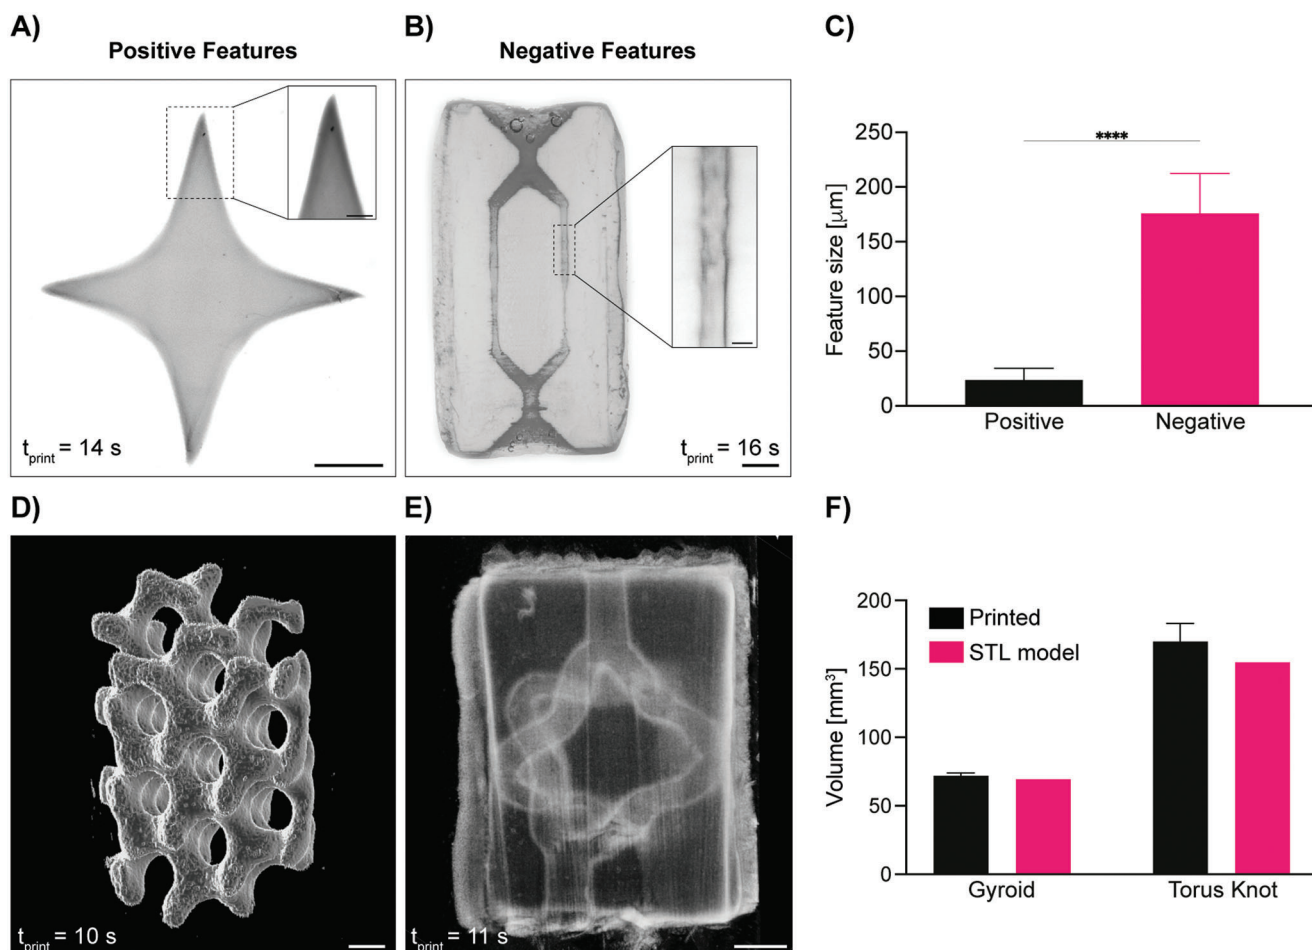 A)
Positive Features
t_print = 14 s
B)
Negative Features
t_print = 16 s
C)
Feature size [μm]
250
200
150
100
50
0
****
Positive
Negative
D)
t_print = 10 s
E)
t_print = 11 s
F)
Volume [mm³]
200
150
100
50
0
Printed
STL model
Gyroid
Torus Knot